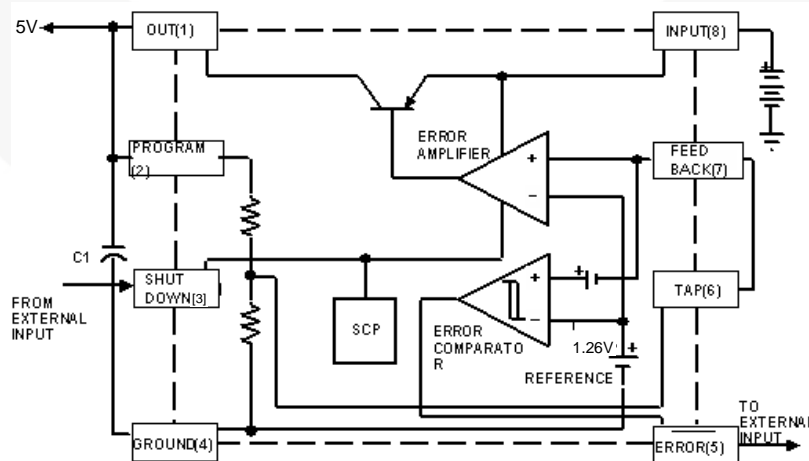 5V
OUT(1)
INPUT(8)
+
PROGRAM
(2)
ERROR
AMPLIFIER
+
−
FEED
BACK(7)
C1
SHUT
DOWN[3]
FROM
EXTERNAL
INPUT
SCP
+
+
−
ERROR
COMPARATO
R
1.26V
+
REFERENCE
TAP(6)
GROUND(4)
ERROR(5)
TO
EXTERNAL
INPUT